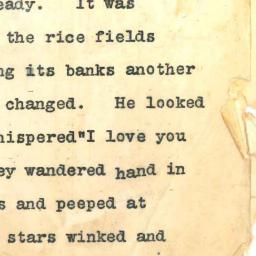 eady. It was
the rice fields
ng its banks another
changed. He looked
hispered"I love you
ey wandered hand in
s and peeped at
stars winked and